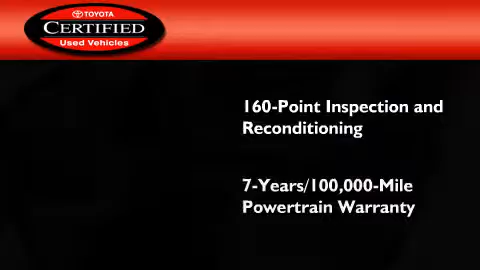 TOYOTA
CERTIFIED
Used Vehicles
160-Point Inspection and
Reconditioning
7-Years/100,000-Mile
Powertrain Warranty